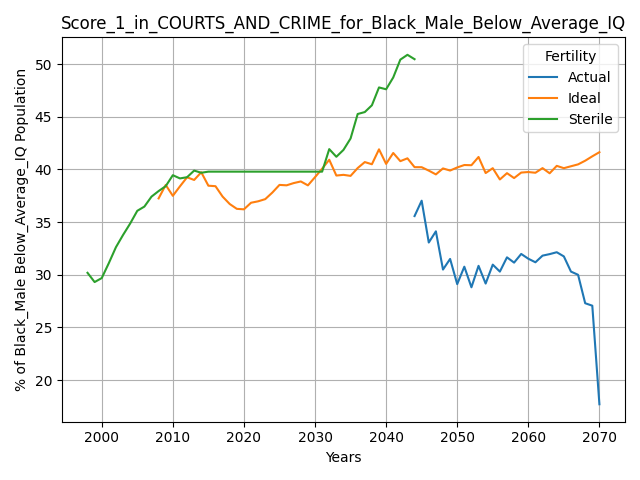 Score_1_in_COURTS_AND_CRIME_for_Black_Male_Below_Average_IQ
% of Black_Male Below_Average_IQ Population
50
45
40
35
30
25
20
Fertility
Actual
Ideal
Sterile
2000 2010 2020 2030 2040 2050 2060 2070
Years